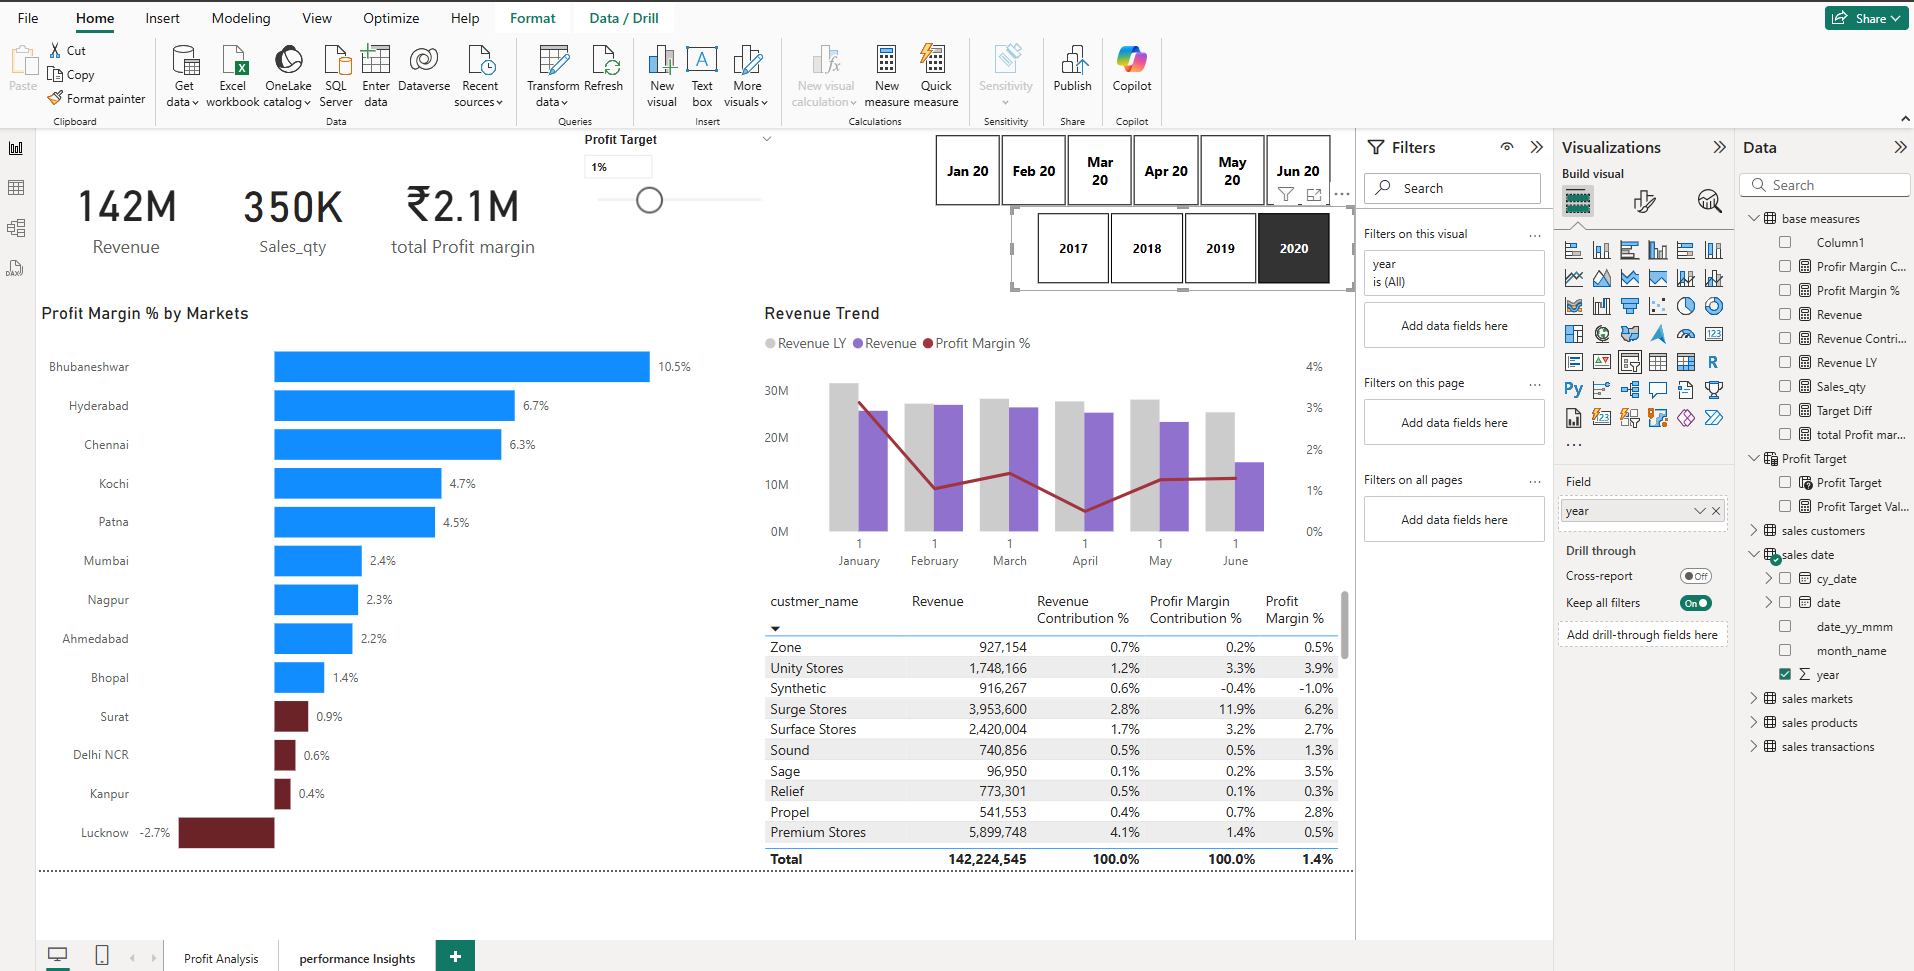 File Home Insert Modeling View Optimize Help Format Data / Drill Share
Paste
Cut
Copy
Format painter
Clipboard
Get data
Excel workbook
OneLake catalog
SQL Server
Enter data
Dataverse
Recent sources
Data
Transform data
Refresh
Queries
New visual
Text box
More visuals
Insert
New visual calculation
New measure
Quick measure
Calculations
Sensitivity
Sensitivity
Publish
Share
Copilot
Copilot
Profit Target
1%
142M
Revenue
350K
Sales_qty
₹2.1M
total Profit margin
Jan 20
Feb 20
Mar 20
Apr 20
May 20
Jun 20
2017
2018
2019
2020
Profit Margin % by Markets
Bhubaneshwar 10.5%
Hyderabad 6.7%
Chennai 6.3%
Kochi 4.7%
Patna 4.5%
Mumbai 2.4%
Nagpur 2.3%
Ahmedabad 2.2%
Bhopal 1.4%
Surat 0.9%
Delhi NCR 0.6%
Kanpur 0.4%
Lucknow -2.7%
Revenue Trend
Revenue LY Revenue Profit Margin %
30M
20M
10M
0M
4%
3%
2%
1%
0%
1 1 1 1 1 1
January February March April May June
custmer_name Revenue Revenue Contribution % Profir Margin Contribution % Profit Margin %
Zone 927,154 0.7% 0.2% 0.5%
Unity Stores 1,748,166 1.2% 3.3% 3.9%
Synthetic 916,267 0.6% -0.4% -1.0%
Surge Stores 3,953,600 2.8% 11.9% 6.2%
Surface Stores 2,420,004 1.7% 3.2% 2.7%
Sound 740,856 0.5% 0.5% 1.3%
Sage 96,950 0.1% 0.2% 3.5%
Relief 773,301 0.5% 0.1% 0.3%
Propel 541,553 0.4% 0.7% 2.8%
Premium Stores 5,899,748 4.1% 1.4% 0.5%
Total 142,224,545 100.0% 100.0% 1.4%
Profit Analysis
performance Insights
+
Filters
Search
Filters on this visual ...
year
is (All)
Add data fields here
Filters on this page ...
Add data fields here
Filters on all pages ...
Add data fields here
Visualizations
Build visual
123
R
Py
123
...
Field
year
Drill through
Cross-report Off
Keep all filters On
Add drill-through fields here
Data
Search
base measures
Column1
Profir Margin C...
Profit Margin %
Revenue
Revenue Contri...
Revenue LY
Sales_qty
Target Diff
total Profit mar...
Profit Target
Profit Target
Profit Target Val...
sales customers
sales date
cy_date
date
date_yy_mmm
month_name
year
sales markets
sales products
sales transactions
DAX